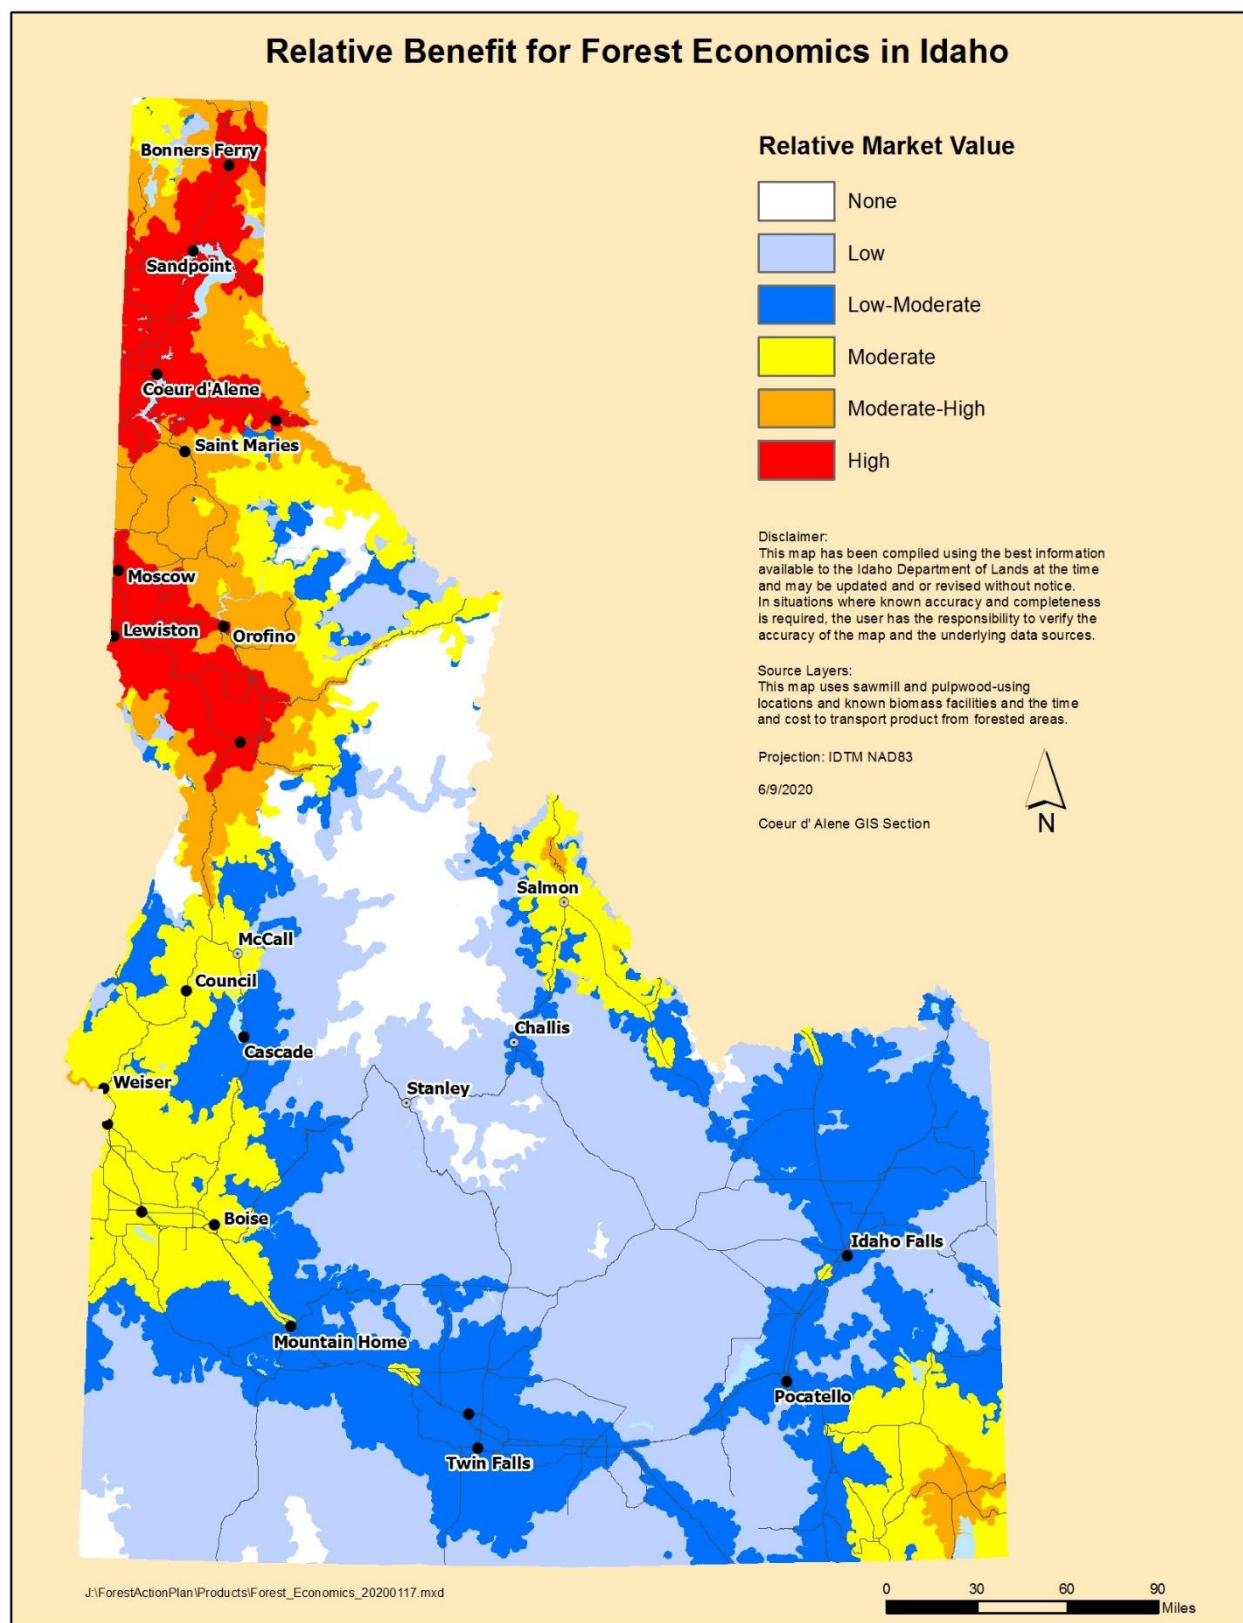 Relative Benefit for Forest Economics in Idaho
Relative Market Value
None
Low
Low-Moderate
Moderate
Moderate-High
High
Disclaimer:
This map has been compiled using the best information
available to the Idaho Department of Lands at the time
and may be updated and or revised without notice.
In situations where known accuracy and completeness
is required, the user has the responsibility to verify the
accuracy of the map and the underlying data sources.
Source Layers:
This map uses sawmill and pulpwood-using
locations and known biomass facilities and the time
and cost to transport product from forested areas.
Projection: IDTM NAD83
6/9/2020
Coeur d' Alene GIS Section
N
Bonners Ferry
Sandpoint
Coeur d'Alene
Saint Maries
Moscow
Lewiston
Orofino
Salmon
McCall
Council
Challis
Cascade
Weiser
Stanley
Boise
Idaho Falls
Mountain Home
Pocatello
Twin Falls
J:\ForestActionPlan\Products\Forest_Economics_20200117.mxd
0 30 60 90
Miles